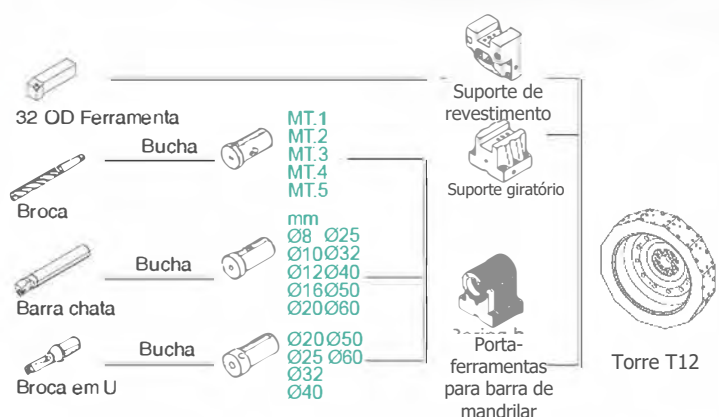 32 OD Ferramenta
Bucha
MT.1
MT.2
MT.3
MT.4
MT.5
Broca
Bucha
mm
Ø8 Ø25
Ø10Ø32
Ø12Ø40
Ø16Ø50
Ø20Ø60
Barra chata
Bucha
Ø20Ø50
Ø25 Ø60
Ø32
Ø40
Broca em U
Suporte de
revestimento
Suporte giratório
Porta-
ferramentas
para barra de
mandrilar
Torre T12